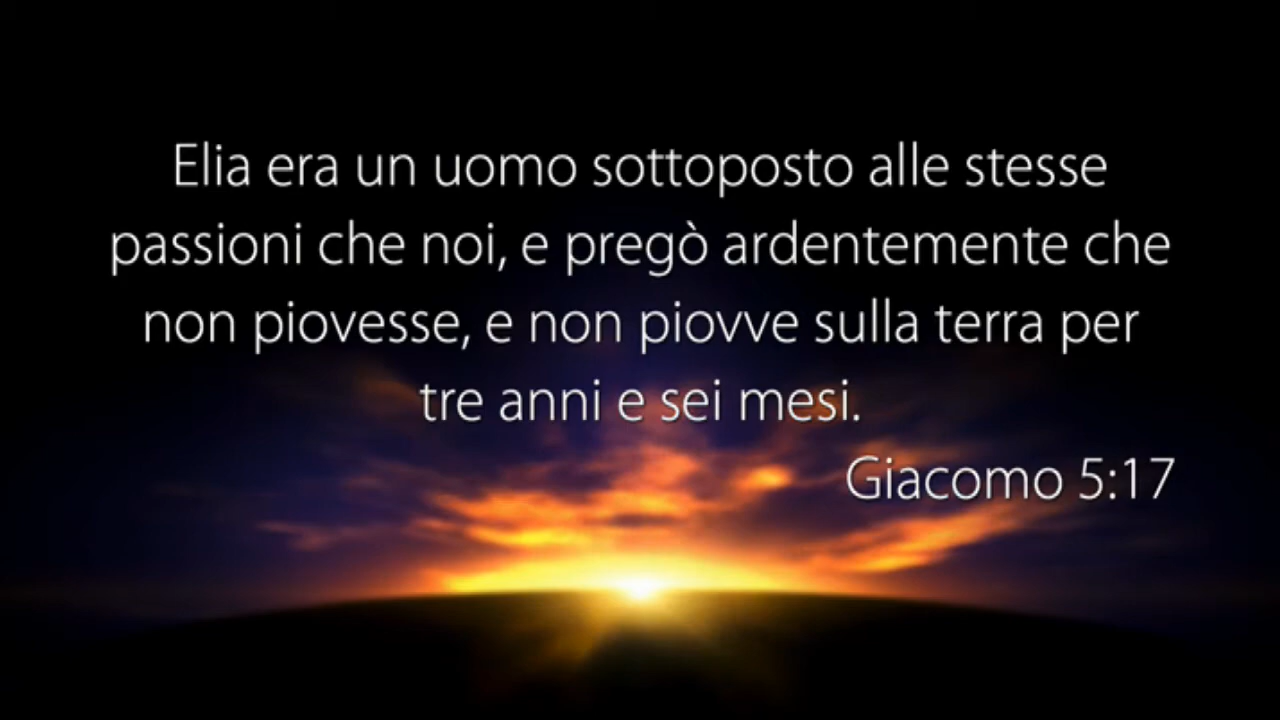 Elia era un uomo sottoposto alle stesse
passioni che noi, e pregò ardentemente che
non piovesse, e non piovve sulla terra per
tre anni e sei mesi.
Giacomo 5:17